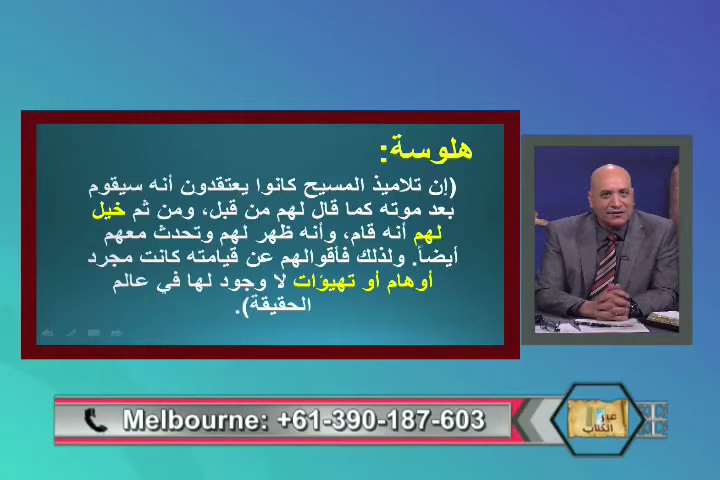 هلوسة:
(إن تلاميذ المسيح كانوا يعتقدون أنه سيقوم
بعد موته كما قال لهم من قبل، ومن ثم خيل
لهم أنه قام، وأنه ظهر لهم وتحدث معهم
أيضاً. ولذلك فأقوالهم عن قيامته كانت مجرد
أوهام أو تهيؤات لا وجود لها في عالم
الحقيقة).
Melbourne: +61-390-187-603
عبر
الكتاب